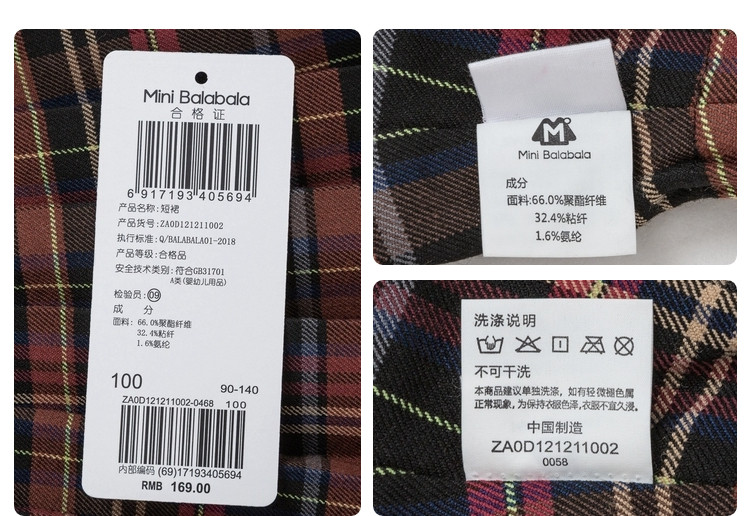 Mini Balabala
合格证
6 917193 405694
产品名称: 短裙
产品货号: ZA0D121211002
执行标准: Q/BALABALA01-2018
产品等级: 合格品
安全技术类别: 符合GB31701
A类(婴幼儿用品)
检验员: 09
成 分
面料: 66.0%聚酯纤维
32.4%粘纤
1.6%氨纶
100
90-140
ZA0D121211002-0468 100
内部编码 (69)17193405694
RMB 169.00
Mini Balabala
成分
面料:66.0%聚酯纤维
32.4%粘纤
1.6%氨纶
洗涤说明
不可干洗
本商品建议单独洗涤，如有轻微褪色属
正常现象，为保持衣服色泽，衣服不宜久浸。
中国制造
ZA0D121211002
0058